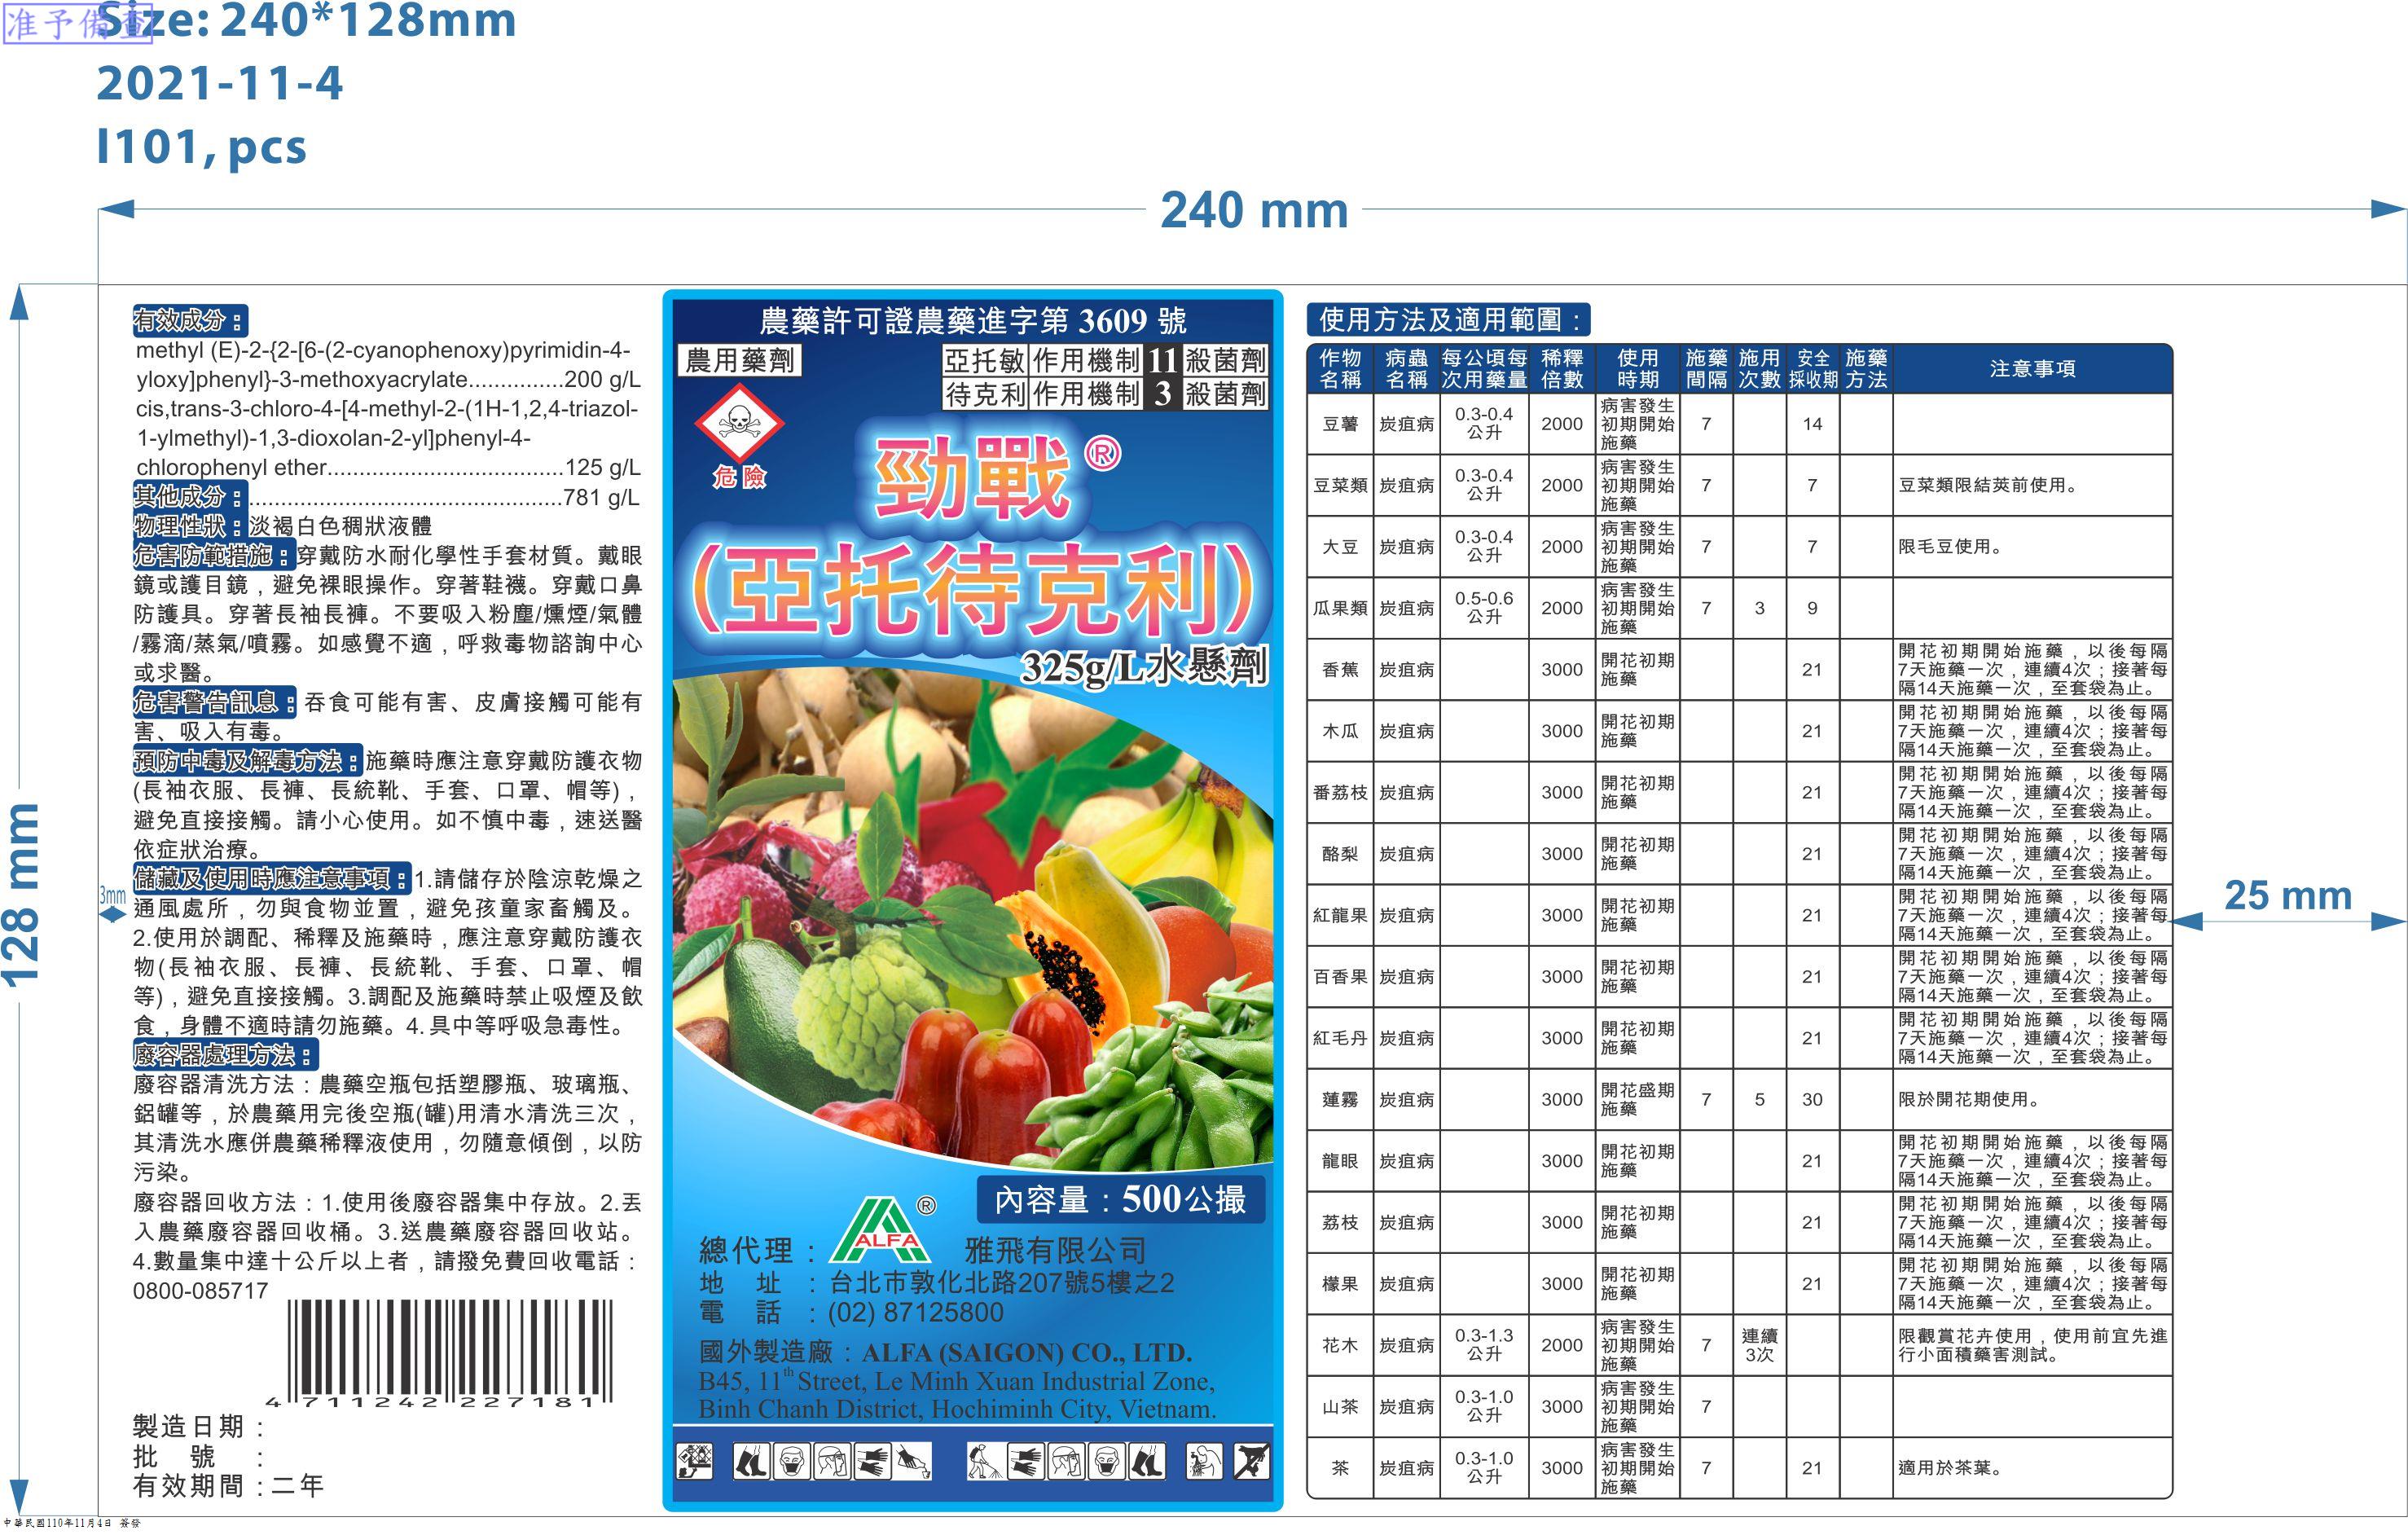 准予備查
Size: 240*128mm
2021-11-4
I101, pcs
240 mm
128 mm
3mm
25 mm
有效成分：
methyl (E)-2-{2-[6-(2-cyanophenoxy)pyrimidin-4-
yloxy]phenyl}-3-methoxyacrylate...............200 g/L
cis,trans-3-chloro-4-[4-methyl-2-(1H-1,2,4-triazol-
1-ylmethyl)-1,3-dioxolan-2-yl]phenyl-4-
chlorophenyl ether.....................................125 g/L
其他成分：.................................................781 g/L
物理性狀：淡褐白色稠狀液體
危害防範措施：穿戴防水耐化學性手套材質。戴眼
鏡或護目鏡，避免裸眼操作。穿著鞋襪。穿戴口鼻
防護具。穿著長袖長褲。不要吸入粉塵/燻煙/氣體
/霧滴/蒸氣/噴霧。如感覺不適，呼救毒物諮詢中心
或求醫。
危害警告訊息：吞食可能有害、皮膚接觸可能有
害、吸入有毒。
預防中毒及解毒方法：施藥時應注意穿戴防護衣物
(長袖衣服、長褲、長統靴、手套、口罩、帽等)，
避免直接接觸。請小心使用。如不慎中毒，速送醫
依症狀治療。
儲藏及使用時應注意事項：1.請儲存於陰涼乾燥之
通風處所，勿與食物並置，避免孩童家畜觸及。
2.使用於調配、稀釋及施藥時，應注意穿戴防護衣
物(長袖衣服、長褲、長統靴、手套、口罩、帽
等)，避免直接接觸。3.調配及施藥時禁止吸煙及飲
食，身體不適時請勿施藥。4.具中等呼吸急毒性。
廢容器處理方法：
廢容器清洗方法：農藥空瓶包括塑膠瓶、玻璃瓶、
鋁罐等，於農藥用完後空瓶(罐)用清水清洗三次，
其清洗水應併農藥稀釋液使用，勿隨意傾倒，以防
污染。
廢容器回收方法：1.使用後廢容器集中存放。2.丟
入農藥廢容器回收桶。3.送農藥廢容器回收站。
4.數量集中達十公斤以上者，請撥免費回收電話：
0800-085717
4 711242 227181
製造日期：
批 號 ：
有效期間：二年
農藥許可證農藥進字第 3609 號
農用藥劑
亞托敏 作用機制 11 殺菌劑
待克利 作用機制 3 殺菌劑
危險
勁戰®
(亞托待克利)
325g/L水懸劑
內容量：500公撮
總代理： ALFA ® 雅飛有限公司
地 址 ：台北市敦化北路207號5樓之2
電 話 ：(02) 87125800
國外製造廠：ALFA (SAIGON) CO., LTD.
B45, 11th Street, Le Minh Xuan Industrial Zone,
Binh Chanh District, Hochiminh City, Vietnam.
使用方法及適用範圍：
作物名稱 病蟲名稱 每公頃每次用藥量 稀釋倍數 使用時期 施藥間隔 施用次數 安全採收期 施藥方法 注意事項
豆薯 炭疽病 0.3-0.4公升 2000 病害發生初期開始施藥 7 14
豆菜類 炭疽病 0.3-0.4公升 2000 病害發生初期開始施藥 7 7 豆菜類限結莢前使用。
大豆 炭疽病 0.3-0.4公升 2000 病害發生初期開始施藥 7 7 限毛豆使用。
瓜果類 炭疽病 0.5-0.6公升 2000 病害發生初期開始施藥 7 3 9
香蕉 炭疽病 3000 開花初期施藥 21 開花初期開始施藥，以後每隔7天施藥一次，連續4次；接著每隔14天施藥一次，至套袋為止。
木瓜 炭疽病 3000 開花初期施藥 21 開花初期開始施藥，以後每隔7天施藥一次，連續4次；接著每隔14天施藥一次，至套袋為止。
番荔枝 炭疽病 3000 開花初期施藥 21 開花初期開始施藥，以後每隔7天施藥一次，連續4次；接著每隔14天施藥一次，至套袋為止。
酪梨 炭疽病 3000 開花初期施藥 21 開花初期開始施藥，以後每隔7天施藥一次，連續4次；接著每隔14天施藥一次，至套袋為止。
紅龍果 炭疽病 3000 開花初期施藥 21 開花初期開始施藥，以後每隔7天施藥一次，連續4次；接著每隔14天施藥一次，至套袋為止。
百香果 炭疽病 3000 開花初期施藥 21 開花初期開始施藥，以後每隔7天施藥一次，連續4次；接著每隔14天施藥一次，至套袋為止。
紅毛丹 炭疽病 3000 開花初期施藥 21 開花初期開始施藥，以後每隔7天施藥一次，連續4次；接著每隔14天施藥一次，至套袋為止。
蓮霧 炭疽病 3000 開花盛期施藥 7 5 30 限於開花期使用。
龍眼 炭疽病 3000 開花初期施藥 21 開花初期開始施藥，以後每隔7天施藥一次，連續4次；接著每隔14天施藥一次，至套袋為止。
荔枝 炭疽病 3000 開花初期施藥 21 開花初期開始施藥，以後每隔7天施藥一次，連續4次；接著每隔14天施藥一次，至套袋為止。
檬果 炭疽病 3000 開花初期施藥 21 開花初期開始施藥，以後每隔7天施藥一次，連續4次；接著每隔14天施藥一次，至套袋為止。
花木 炭疽病 0.3-1.3公升 2000 病害發生初期開始施藥 7 連續3次 限觀賞花卉使用，使用前宜先進行小面積藥害測試。
山茶 炭疽病 0.3-1.0公升 3000 病害發生初期開始施藥 7
茶 炭疽病 0.3-1.0公升 3000 病害發生初期開始施藥 7 21 適用於茶葉。
中華民國110年11月4日 簽發